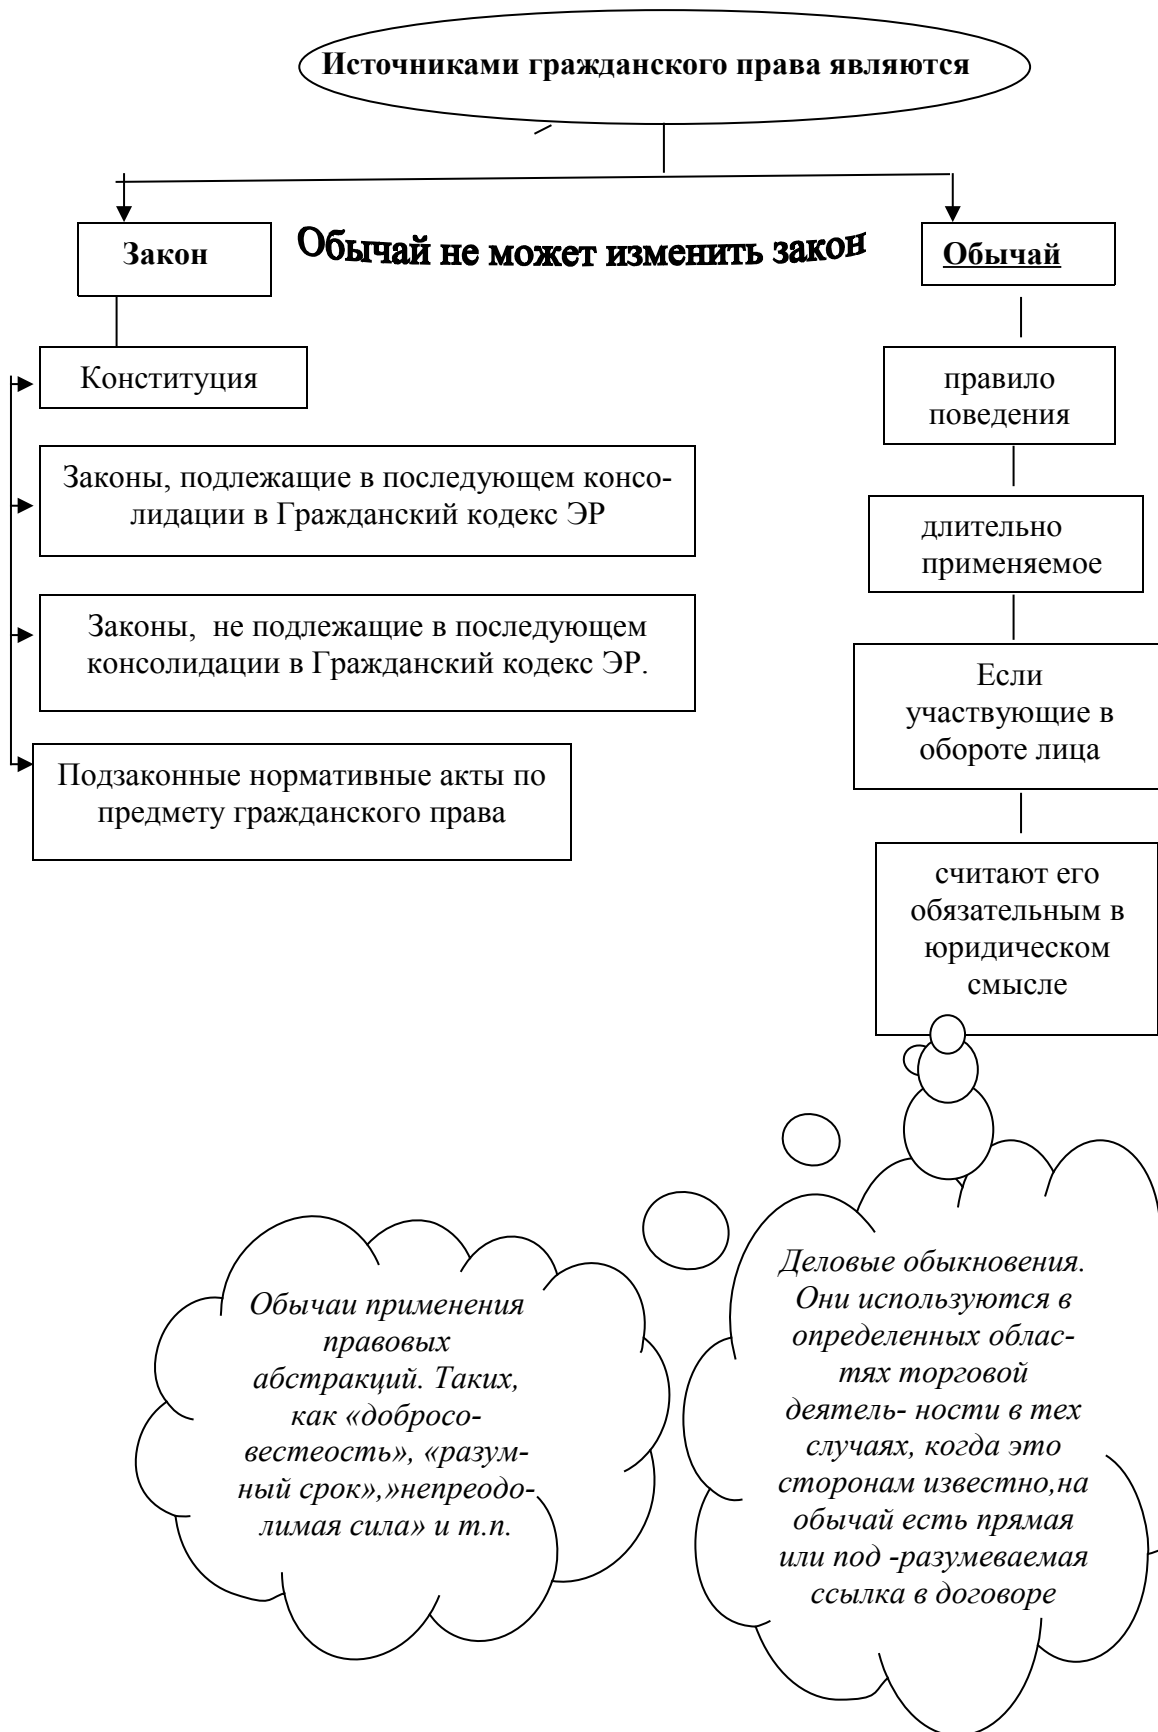 Источниками гражданского права являются
Закон
Обычай не может изменить закон
Обычай
Конституция
Законы, подлежащие в последующем консо-
лидации в Гражданский кодекс ЭР
Законы,  не подлежащие в последующем
консолидации в Гражданский кодекс ЭР.
Подзаконные нормативные акты по
предмету гражданского права
правило
поведения
длительно
применяемое
Если
участвующие в
обороте лица
считают его
обязательным в
юридическом
смысле
Обычаи применения
правовых
абстракций. Таких,
как «добросо-
вестеость», «разум-
ный срок»,»непреодо-
лимая сила» и т.п.
Деловые обыкновения.
Они используются в
определенных облас-
тях торговой
деятель- ности в тех
случаях, когда это
сторонам известно,на
обычай есть прямая
или под -разумеваемая
ссылка в договоре